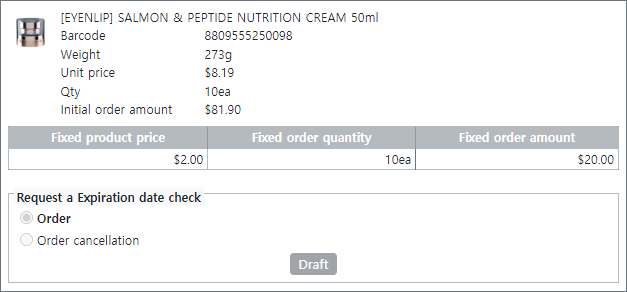 [EYENLIP] SALMON & PEPTIDE NUTRITION CREAM 50ml
Barcode 8809555250098
Weight 273g
Unit price $8.19
Qty 10ea
Initial order amount $81.90
Fixed product price Fixed order quantity Fixed order amount
$2.00 10ea $20.00
Request a Expiration date check
Order
Order cancellation
Draft